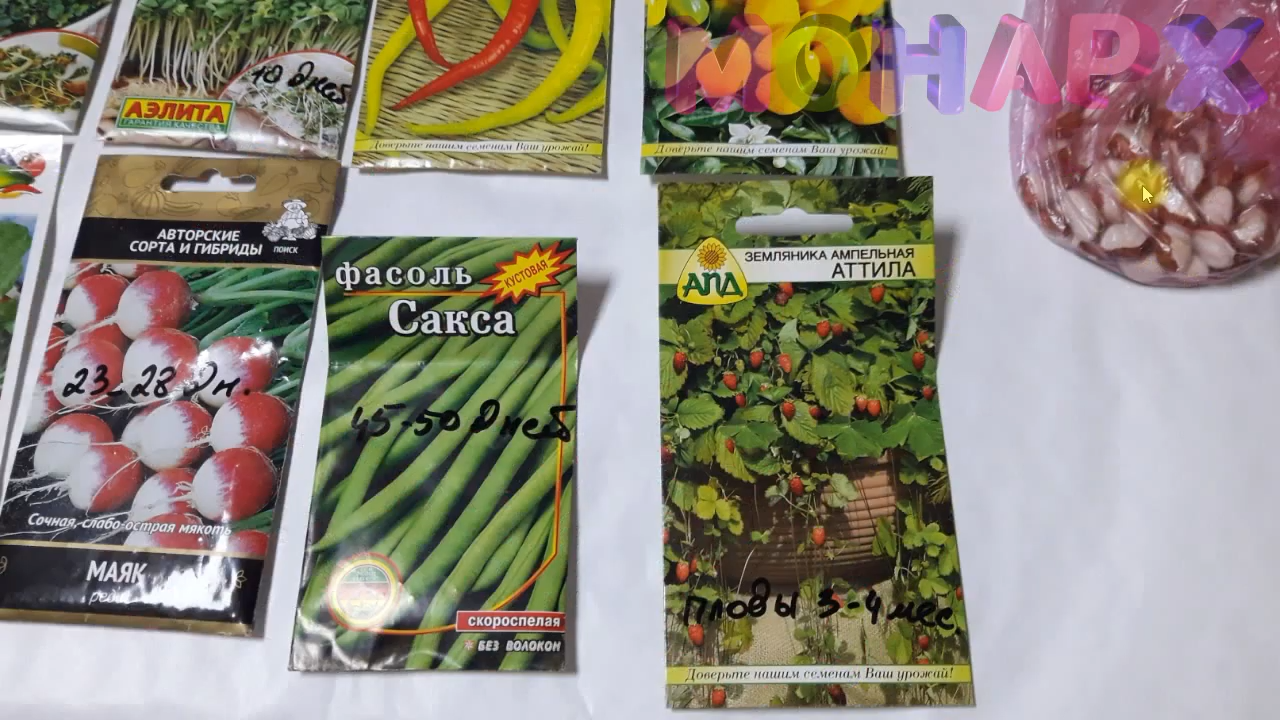 МОНАРХ
10 дней
АЭЛИТА
ГАРАНТИЯ КАЧЕСТВА
Доверьте нашим семенам Ваш урожай!
Доверьте нашим семенам Ваш урожай!
АВТОРСКИЕ
СОРТА И ГИБРИДЫ
ПОИСК
23-28 дн.
Сочная, слабо-острая мякоть
МАЯК
фасоль
КУСТОВАЯ
Сакса
45-50 дней
скороспелая
БЕЗ ВОЛОКОН
ЗЕМЛЯНИКА АМПЕЛЬНАЯ
АТТИЛА
АПД
плоды 3-4 мес.
Доверьте нашим семенам Ваш урожай!